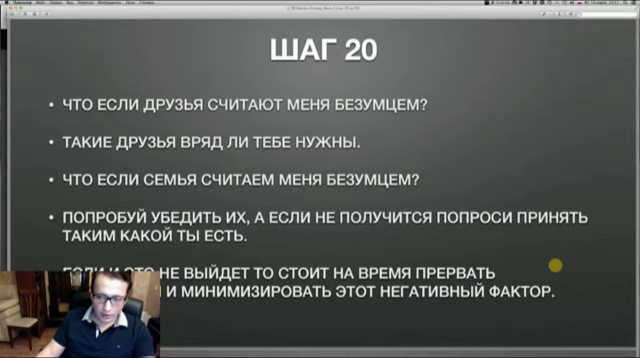 ШАГ 20
• ЧТО ЕСЛИ ДРУЗЬЯ СЧИТАЮТ МЕНЯ БЕЗУМЦЕМ?
• ТАКИЕ ДРУЗЬЯ ВРЯД ЛИ ТЕБЕ НУЖНЫ.
• ЧТО ЕСЛИ СЕМЬЯ СЧИТАЕМ МЕНЯ БЕЗУМЦЕМ?
• ПОПРОБУЙ УБЕДИТЬ ИХ, А ЕСЛИ НЕ ПОЛУЧИТСЯ ПОПРОСИ ПРИНЯТЬ
ТАКИМ КАКОЙ ТЫ ЕСТЬ.
НЕ ВЫЙДЕТ ТО СТОИТ НА ВРЕМЯ ПРЕРВАТЬ
И МИНИМИЗИРОВАТЬ ЭТОТ НЕГАТИВНЫЙ ФАКТОР.